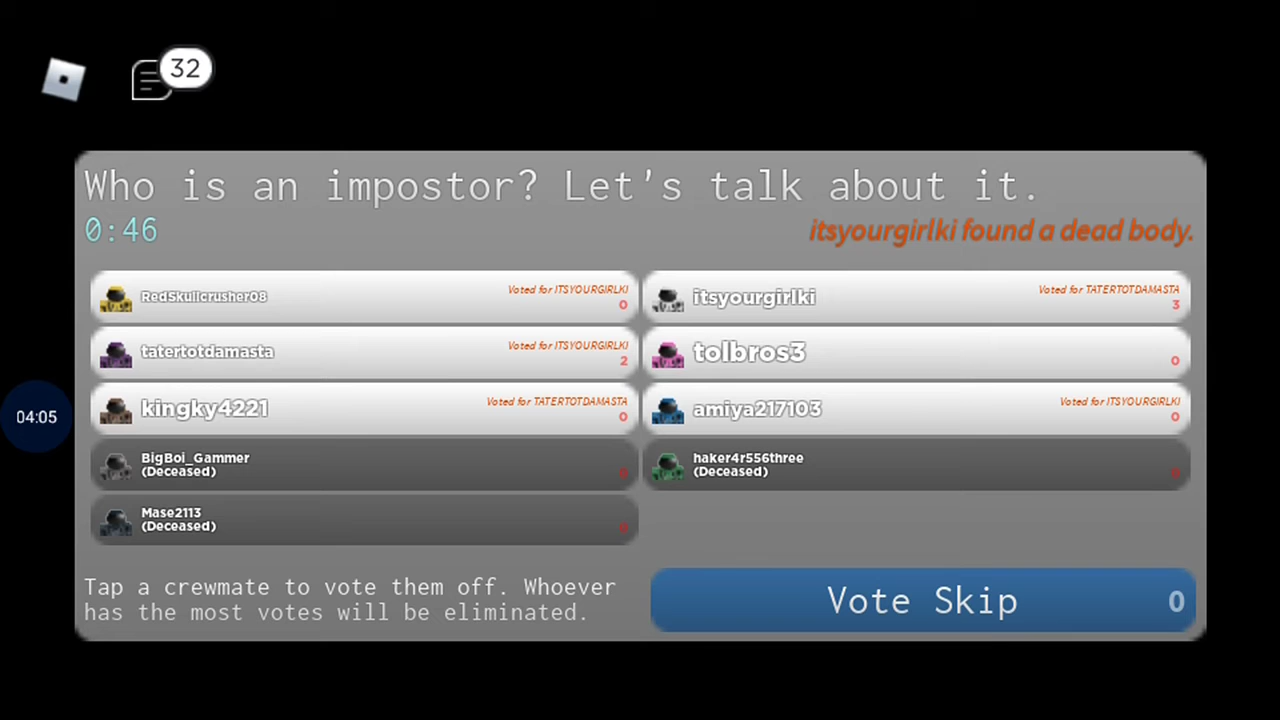 32
Who is an impostor? Let's talk about it.
0:46
itsyourgirlki found a dead body.
RedSkullcrusher08
Voted for ITSYOURGIRLKI
0
itsyourgirlki
Voted for TATERTOTDAMASTA
3
tatertotdamasta
Voted for ITSYOURGIRLKI
2
tolbros3
0
kingky4221
Voted for TATERTOTDAMASTA
0
amiya217103
Voted for ITSYOURGIRLKI
0
04:05
BigBoi_Gammer
(Deceased)
haker4r556three
(Deceased)
Mase2113
(Deceased)
Tap a crewmate to vote them off. Whoever
has the most votes will be eliminated.
Vote Skip
0